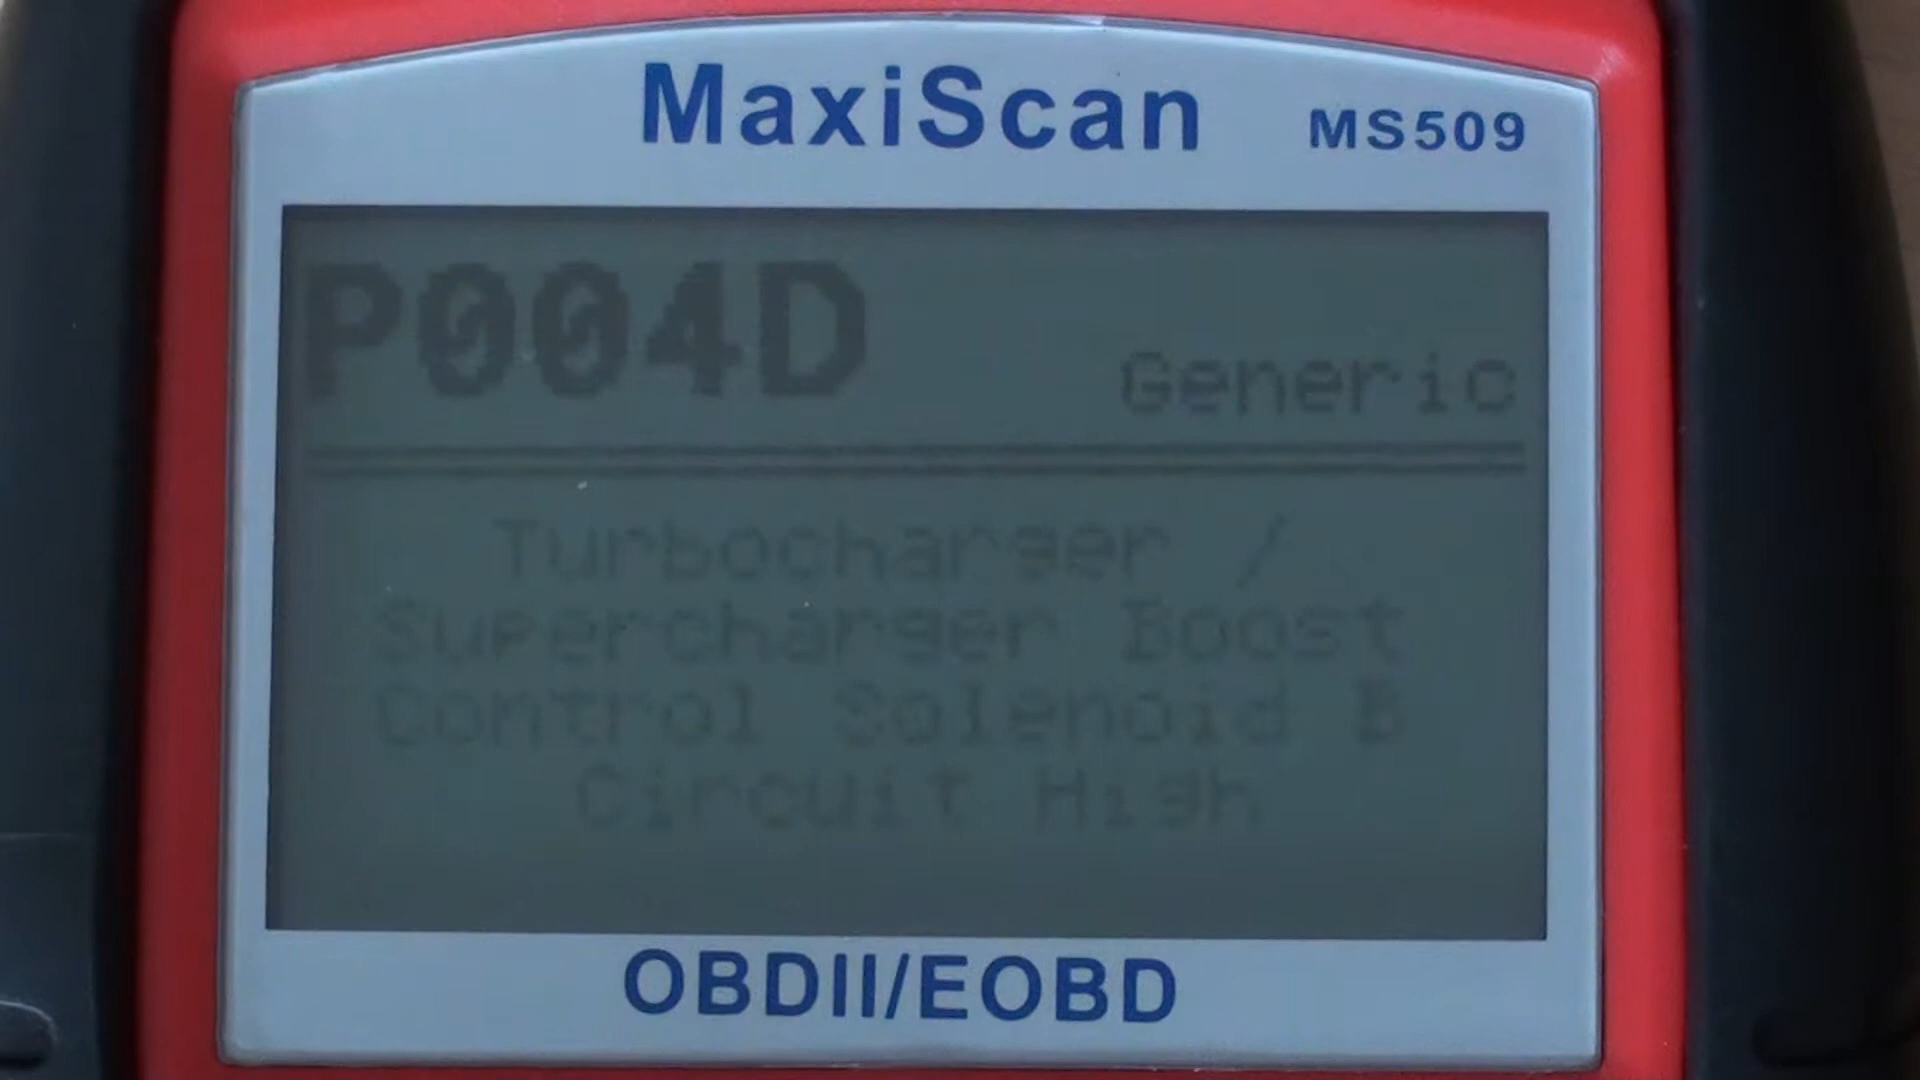 MaxiScan MS509
P004D Generic
Turbocharger /
Supercharger Boost
Control Solenoid B
Circuit High
OBDII/EOBD